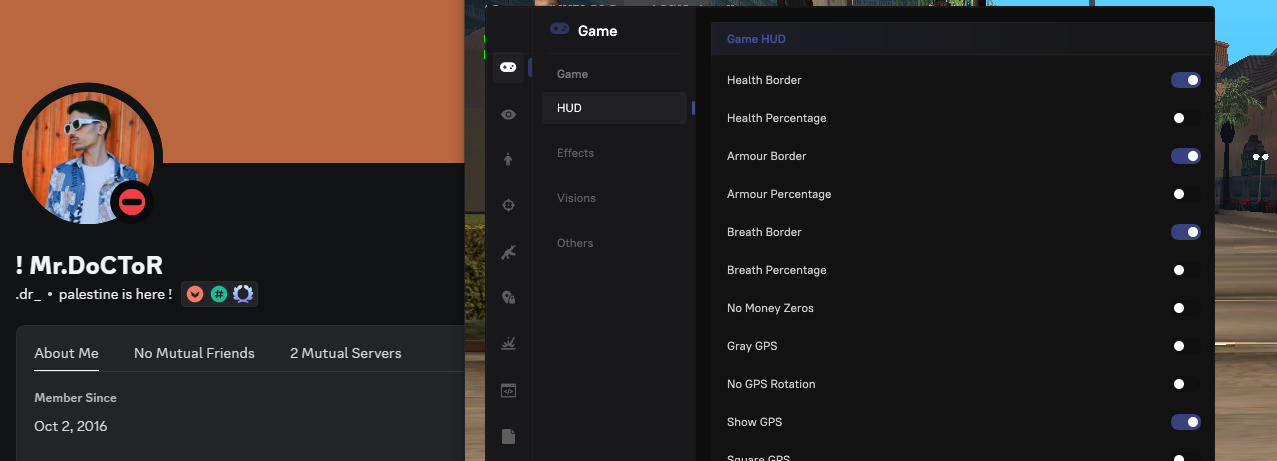 ! Mr.DoCToR
.dr_ • palestine is here !
About Me
No Mutual Friends
2 Mutual Servers
Member Since
Oct 2, 2016
Game
Game
HUD
Effects
Visions
Others
Game HUD
Health Border
Health Percentage
Armour Border
Armour Percentage
Breath Border
Breath Percentage
No Money Zeros
Gray GPS
No GPS Rotation
Show GPS
Square GPS